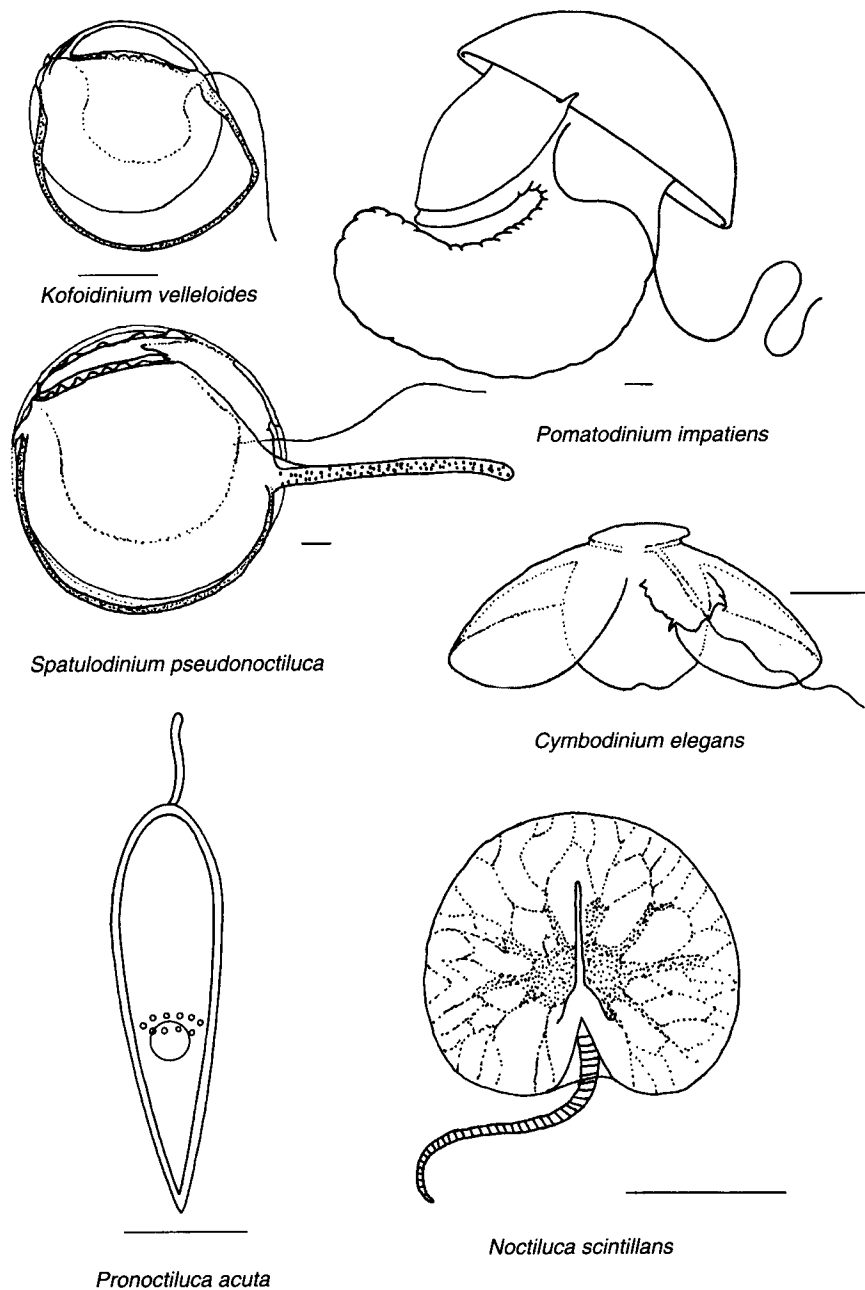 Kofoidinium velleloides
Pomatodinium impatiens
Spatulodinium pseudonoctiluca
Cymbodinium elegans
Noctiluca scintillans
Pronoctiluca acuta